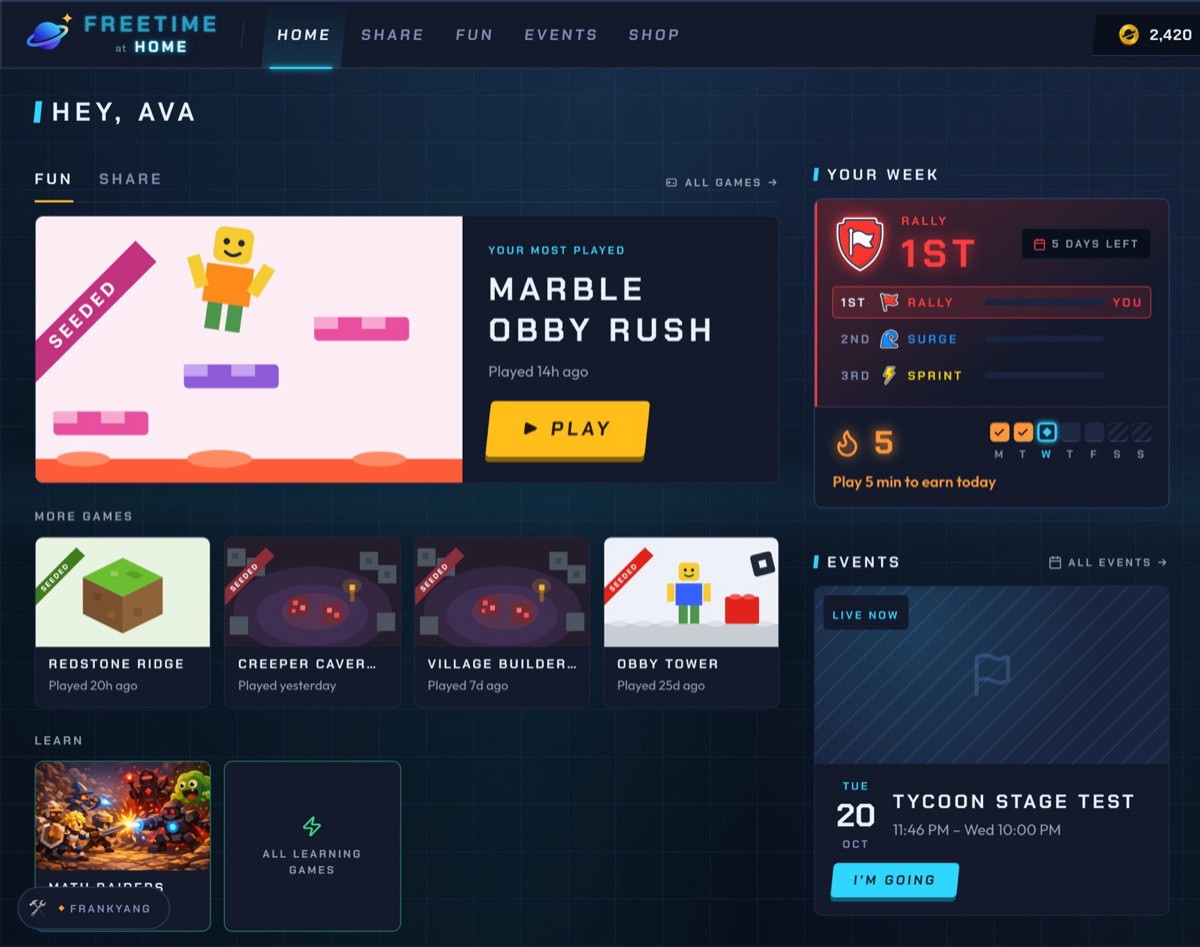 FREETIME
at HOME
HOME
SHARE
FUN
EVENTS
SHOP
2,420
HEY, AVA
FUN
SHARE
ALL GAMES →
SEEDED
YOUR MOST PLAYED
MARBLE
OBBY RUSH
Played 14h ago
PLAY
MORE GAMES
SEEDED
REDSTONE RIDGE
Played 20h ago
SEEDED
CREEPER CAVER…
Played yesterday
SEEDED
VILLAGE BUILDER…
Played 7d ago
SEEDED
OBBY TOWER
Played 25d ago
LEARN
MATH RAIDERS
ALL LEARNING
GAMES
FRANKYANG
YOUR WEEK
RALLY
1ST
5 DAYS LEFT
1ST RALLY YOU
2ND SURGE
3RD SPRINT
5
M T W T F S S
Play 5 min to earn today
EVENTS
ALL EVENTS →
LIVE NOW
TUE
20
OCT
TYCOON STAGE TEST
11:46 PM – Wed 10:00 PM
I'M GOING